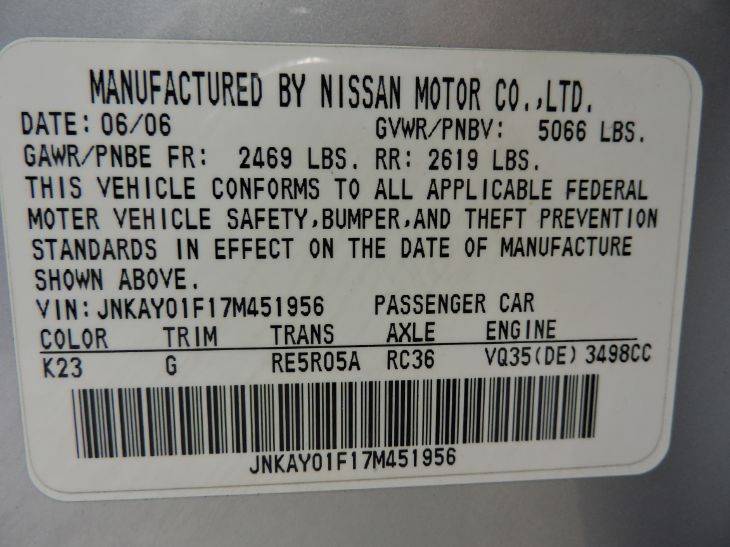 MANUFACTURED BY NISSAN MOTOR CO.,LTD.
DATE: 06/06 GVWR/PNBV: 5066 LBS.
GAWR/PNBE FR: 2469 LBS. RR: 2619 LBS.
THIS VEHICLE CONFORMS TO ALL APPLICABLE FEDERAL
MOTER VEHICLE SAFETY,BUMPER,AND THEFT PREVENTION
STANDARDS IN EFFECT ON THE DATE OF MANUFACTURE
SHOWN ABOVE.
VIN: JNKAY01F17M451956 PASSENGER CAR
COLOR TRIM TRANS AXLE ENGINE
K23 G RE5R05A RC36 VQ35(DE) 3498CC
JNKAY01F17M451956